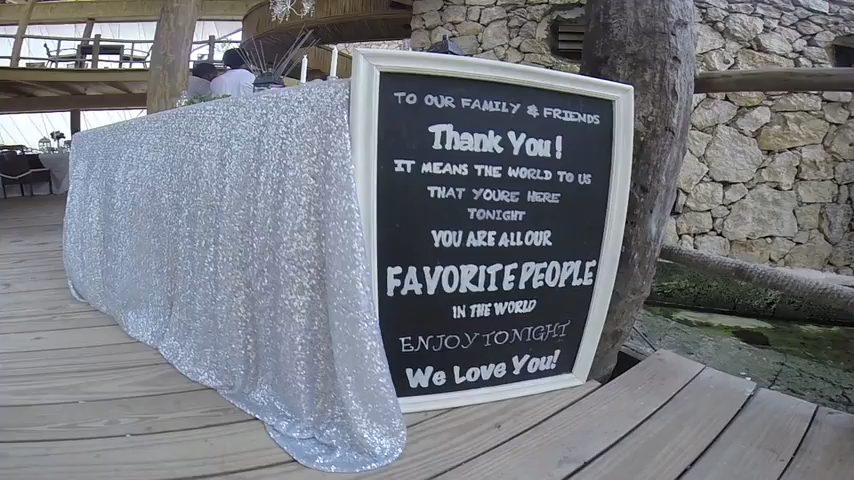 TO OUR FAMILY & FRIENDS
Thank You!
IT MEANS THE WORLD TO US
THAT YOURE HERE
TONIGHT
YOU ARE ALL OUR
FAVORITE PEOPLE
IN THE WORLD
ENJOY TONIGHT
We Love You!